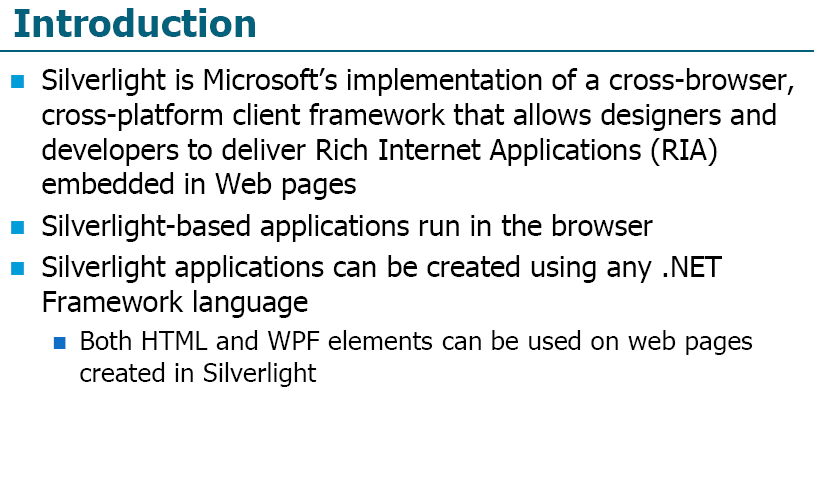 Introduction
Silverlight is Microsoft’s implementation of a cross-browser,
cross-platform client framework that allows designers and
developers to deliver Rich Internet Applications (RIA)
embedded in Web pages
Silverlight-based applications run in the browser
Silverlight applications can be created using any .NET
Framework language
Both HTML and WPF elements can be used on web pages
created in Silverlight